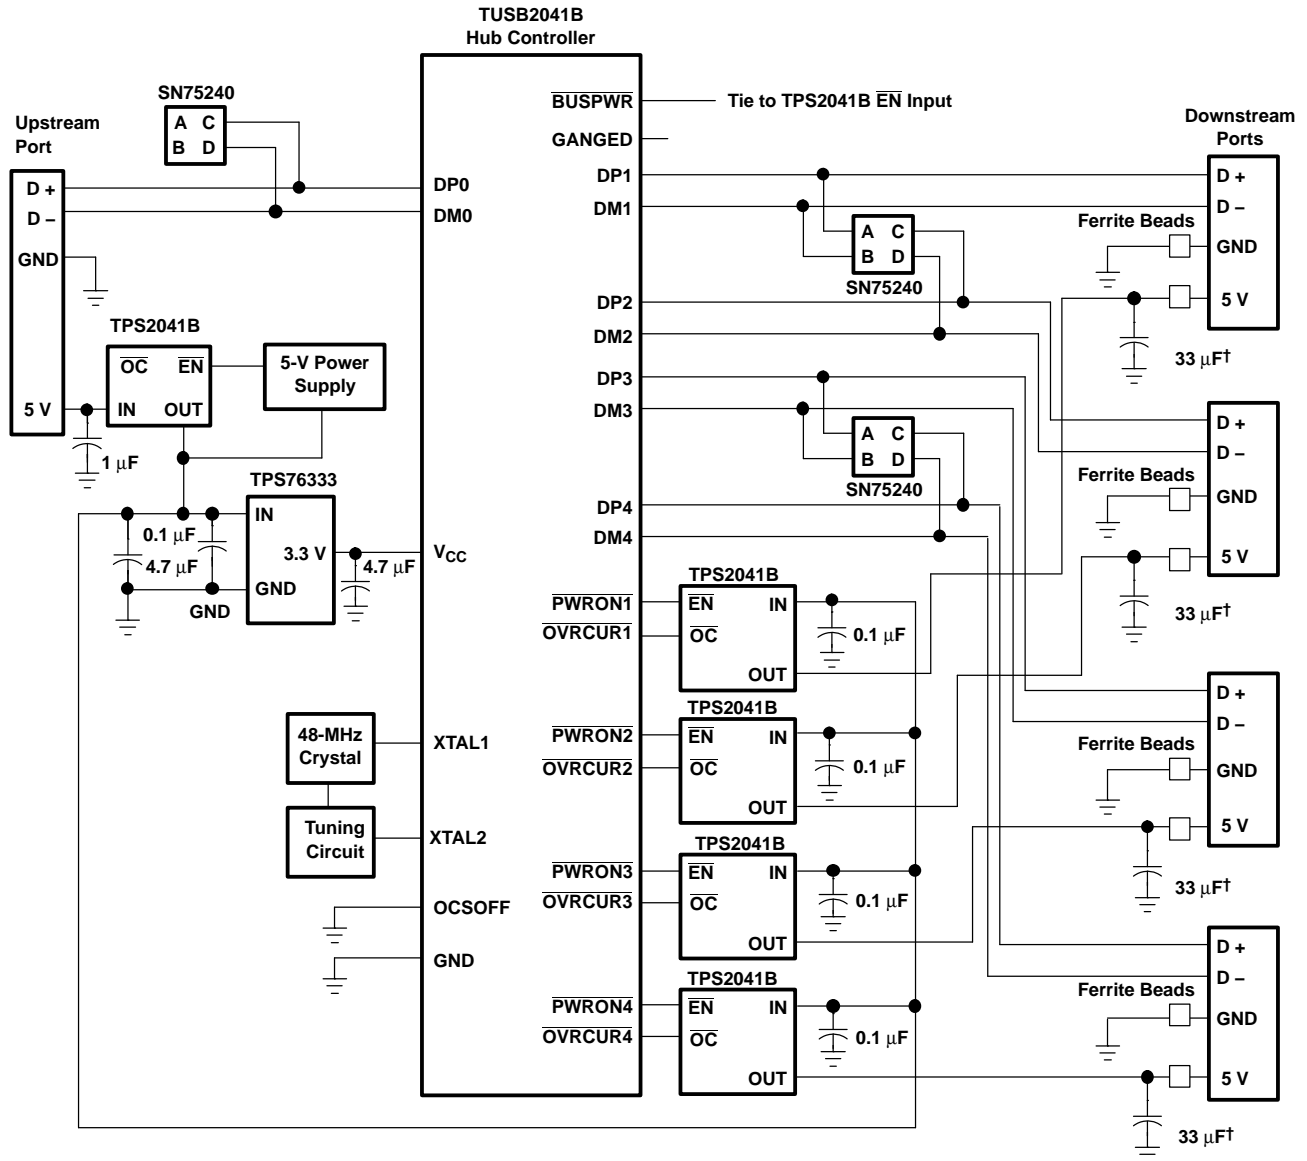 TUSB2041B
Hub Controller
SN75240
A C
B D
Upstream
Port
D +
D –
GND
5 V
DP0
DM0
BUSPWR
Tie to TPS2041B EN Input
GANGED
DP1
DM1
A C
B D
SN75240
DP2
DM2
DP3
DM3
A C
B D
SN75240
DP4
DM4
Downstream
Ports
D +
D –
Ferrite Beads
GND
5 V
33 µF†
D +
D –
Ferrite Beads
GND
5 V
33 µF†
D +
D –
Ferrite Beads
GND
5 V
33 µF†
D +
D –
Ferrite Beads
GND
5 V
33 µF†
TPS2041B
OC EN
IN OUT
5-V Power
Supply
1 µF
TPS76333
IN
3.3 V
GND
0.1 µF
4.7 µF
GND
4.7 µF
VCC
48-MHz
Crystal
XTAL1
Tuning
Circuit
XTAL2
OCSOFF
GND
TPS2041B
PWRON1
EN IN
OVRCUR1
OC
0.1 µF
OUT
TPS2041B
PWRON2
EN IN
OVRCUR2
OC
0.1 µF
OUT
TPS2041B
PWRON3
EN IN
OVRCUR3
OC
0.1 µF
OUT
TPS2041B
PWRON4
EN IN
OVRCUR4
OC
0.1 µF
OUT